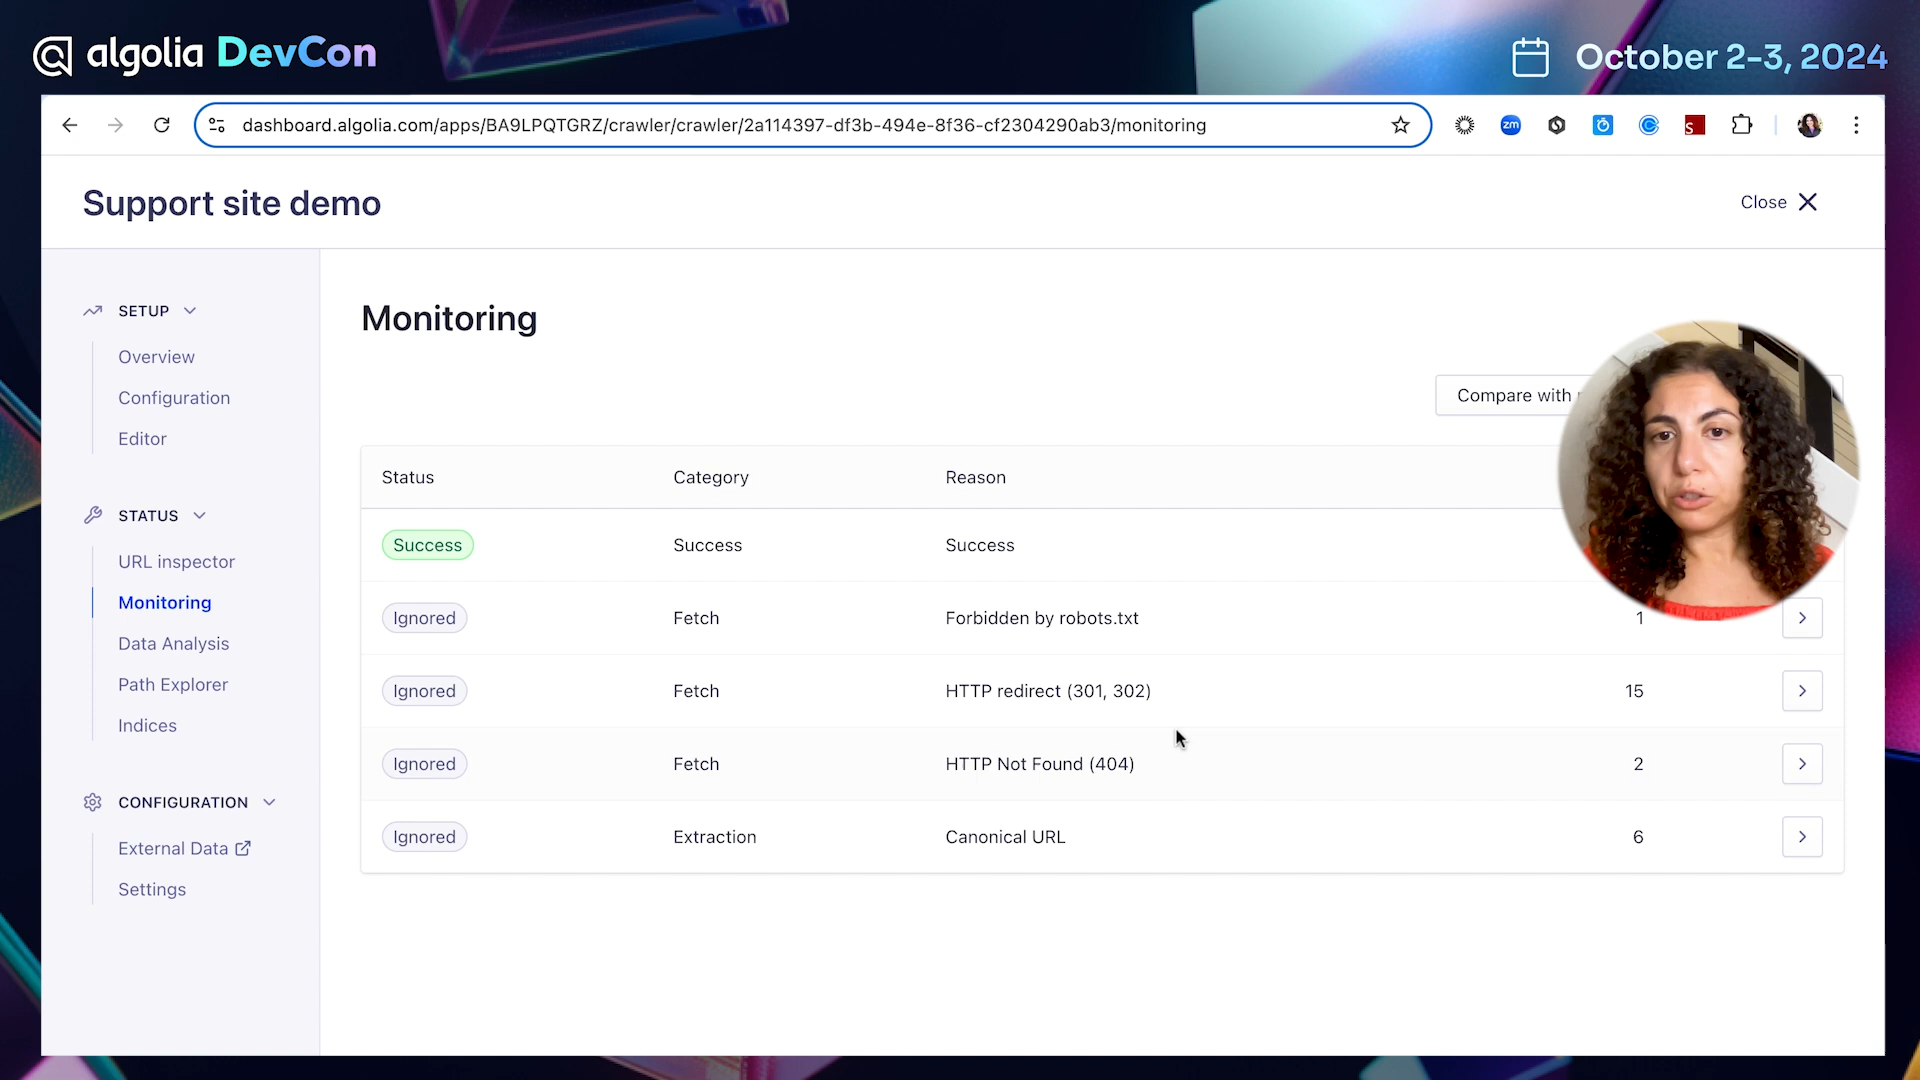 algolia DevCon
October 2-3, 2024
dashboard.algolia.com/apps/BA9LPQTGRZ/crawler/crawler/2a114397-df3b-494e-8f36-cf2304290ab3/monitoring
zm
S
Support site demo
Close
SETUP
Overview
Configuration
Editor
STATUS
URL inspector
Monitoring
Data Analysis
Path Explorer
Indices
CONFIGURATION
External Data
Settings
Monitoring
Compare with
Status Category Reason
Success Success Success
Ignored Fetch Forbidden by robots.txt 1
Ignored Fetch HTTP redirect (301, 302) 15
Ignored Fetch HTTP Not Found (404) 2
Ignored Extraction Canonical URL 6